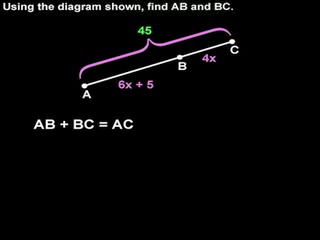 Using the diagram shown, find AB and BC.
45
C
B
4x
A
6x + 5
AB + BC = AC